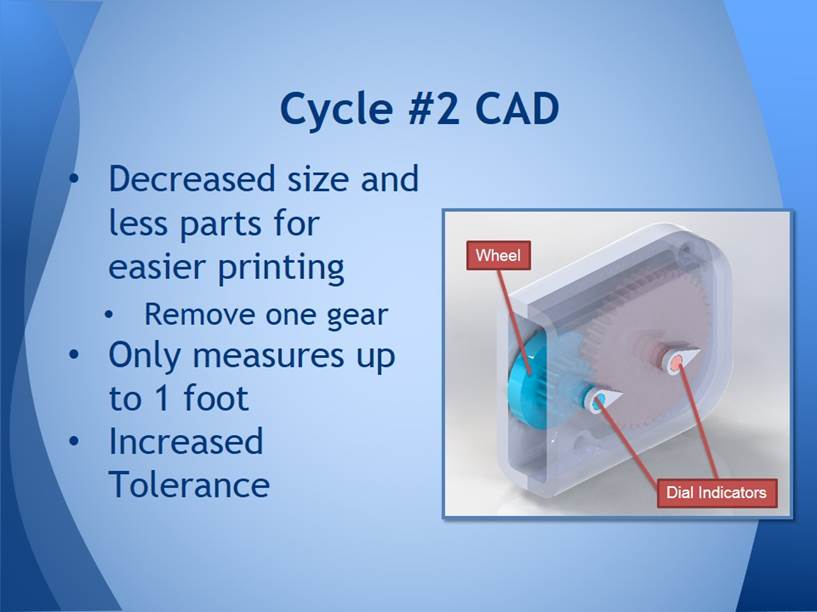 Cycle #2 CAD
• Decreased size and
less parts for
easier printing
• Remove one gear
• Only measures up
to 1 foot
• Increased
Tolerance
Wheel
Dial Indicators